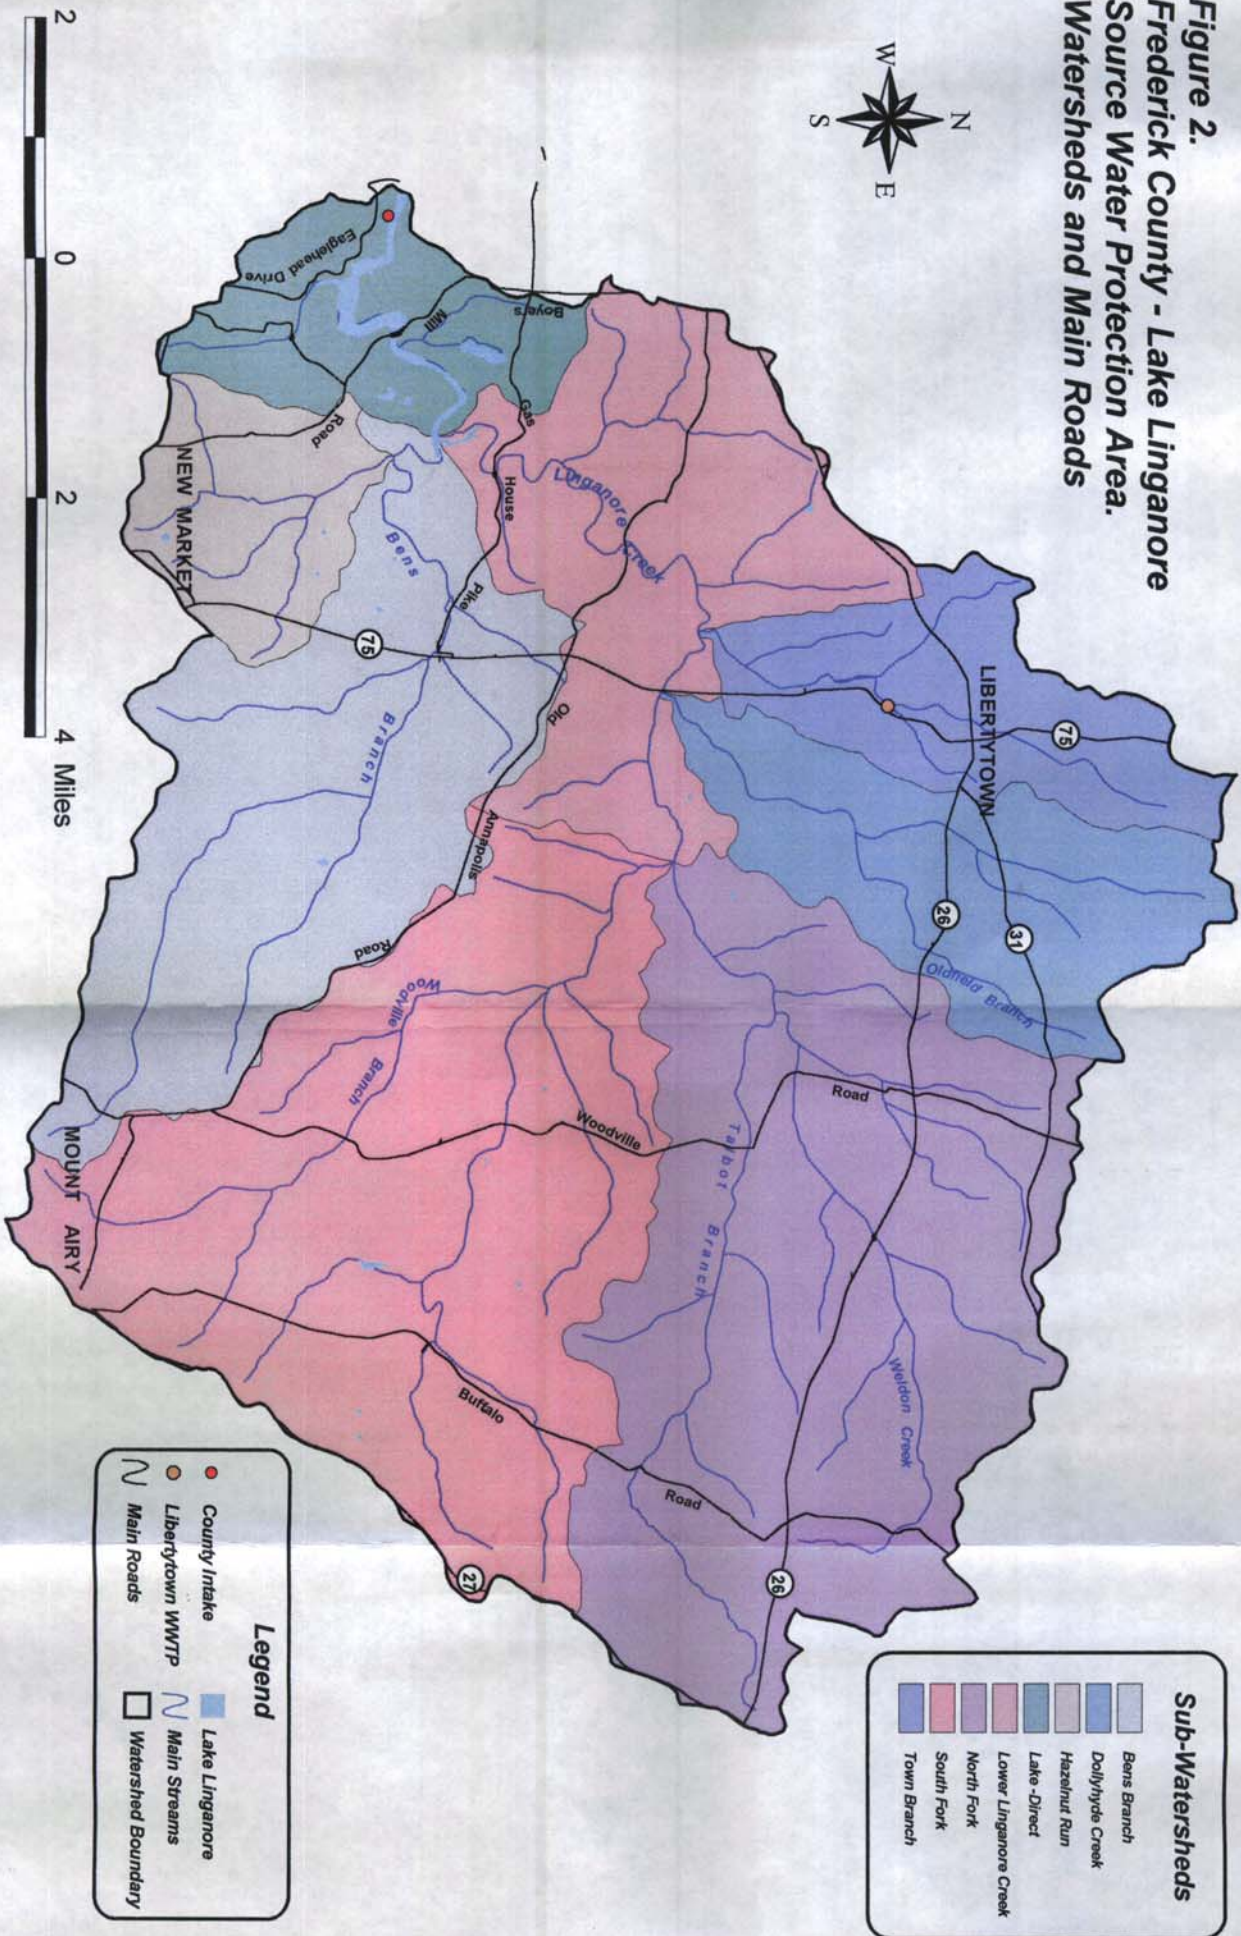 Figure 2.
Frederick County - Lake Linganore
Source Water Protection Area.
Watersheds and Main Roads
N
W
E
S
Sub-Watersheds
Bens Branch
Dollyhyde Creek
Hazelnut Run
Lake -Direct
Lower Linganore Creek
North Fork
South Fork
Town Branch
75
LIBERTYTOWN
31
26
Oldfield Branch
Road
Weldon Creek
Talbot Branch
26
Road
Woodville
Linganore Creek
Boyers
Mill
Road
Gas
House
Pike
Old
Annapolis
Road
Eaglehead Drive
Bens
Branch
75
NEW MARKET
Woodville
Branch
Buffalo
27
MOUNT AIRY
Legend
County Intake
Lake Linganore
Libertytown WWTP
Main Streams
Main Roads
Watershed Boundary
2 0 2 4 Miles